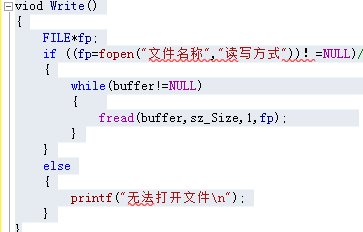 viod Write()
{
FILE*fp;
if ((fp=fopen("文件名称","读写方式"))！=NULL)/
{
while(buffer!=NULL)
{
fread(buffer,sz_Size,1,fp);
}
}
else
{
printf("无法打开文件\n");
}
}